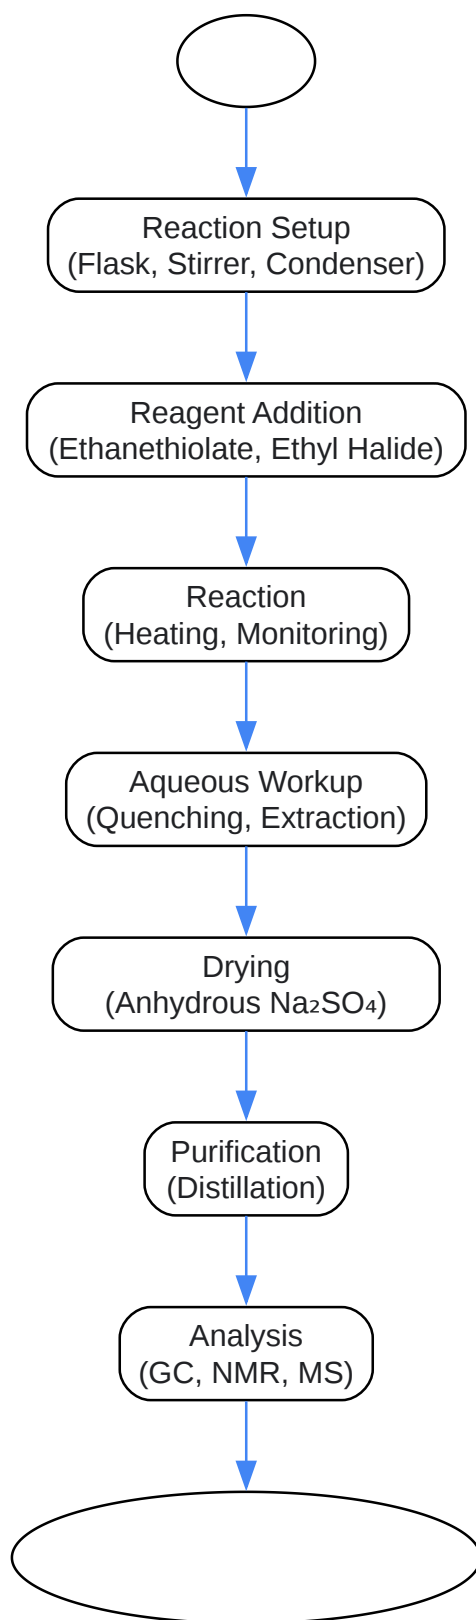 Reaction Setup
(Flask, Stirrer, Condenser)
Reagent Addition
(Ethanethiolate, Ethyl Halide)
Reaction
(Heating, Monitoring)
Aqueous Workup
(Quenching, Extraction)
Drying
(Anhydrous Na₂SO₄)
Purification
(Distillation)
Analysis
(GC, NMR, MS)